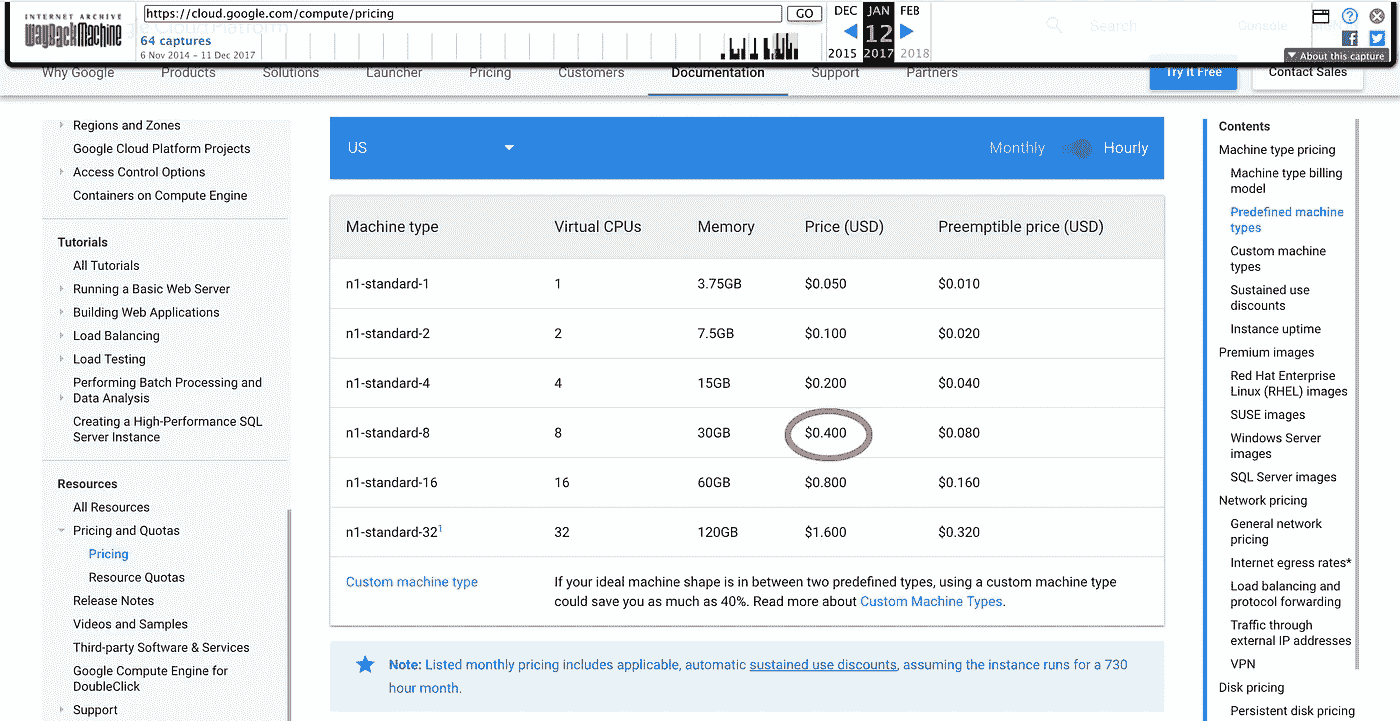 INTERNET ARCHIVE
WayBackMachine
https://cloud.google.com/compute/pricing
GO
64 captures
6 Nov 2014 – 11 Dec 2017
DEC JAN FEB
12
2015 2017 2018
About this capture
Search
Console
Why Google Products Solutions Launcher Pricing Customers Documentation Support Partners
Try It Free
Contact Sales
Regions and Zones
Google Cloud Platform Projects
Access Control Options
Containers on Compute Engine
Tutorials
All Tutorials
Running a Basic Web Server
Building Web Applications
Load Balancing
Load Testing
Performing Batch Processing and
Data Analysis
Creating a High-Performance SQL
Server Instance
Resources
All Resources
Pricing and Quotas
Pricing
Resource Quotas
Release Notes
Videos and Samples
Third-party Software & Services
Google Compute Engine for
DoubleClick
Support
US
Monthly Hourly
Machine type Virtual CPUs Memory Price (USD) Preemptible price (USD)
n1-standard-1 1 3.75GB $0.050 $0.010
n1-standard-2 2 7.5GB $0.100 $0.020
n1-standard-4 4 15GB $0.200 $0.040
n1-standard-8 8 30GB $0.400 $0.080
n1-standard-16 16 60GB $0.800 $0.160
n1-standard-32¹ 32 120GB $1.600 $0.320
Custom machine type If your ideal machine shape is in between two predefined types, using a custom machine type
could save you as much as 40%. Read more about Custom Machine Types.
Note: Listed monthly pricing includes applicable, automatic sustained use discounts, assuming the instance runs for a 730
hour month.
Contents
Machine type pricing
Machine type billing
model
Predefined machine
types
Custom machine
types
Sustained use
discounts
Instance uptime
Premium images
Red Hat Enterprise
Linux (RHEL) images
SUSE images
Windows Server
images
SQL Server images
Network pricing
General network
pricing
Internet egress rates*
Load balancing and
protocol forwarding
Traffic through
external IP addresses
VPN
Disk pricing
Persistent disk pricing